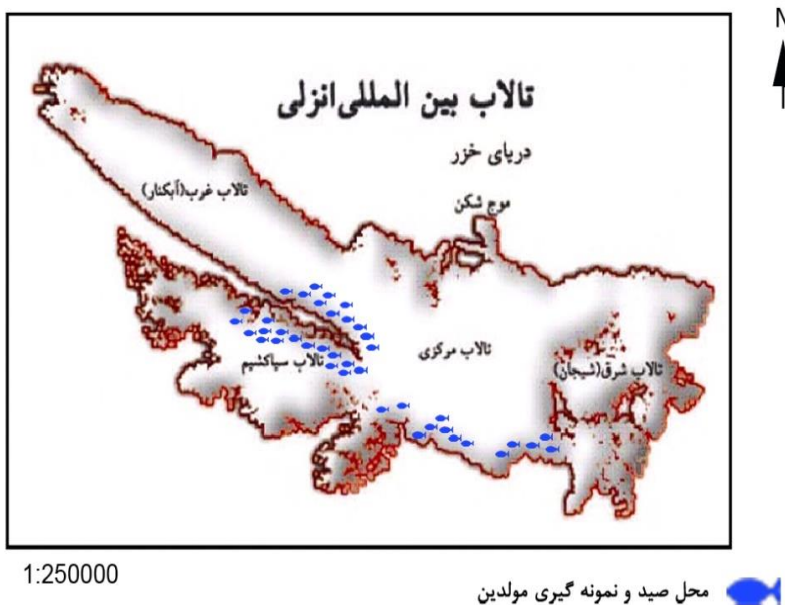 N
تالاب بین المللی انزلی
دریای خزر
موج شکن
تالاب غرب(آبکنار)
تالاب مرکزی
تالاب سیاکشیم
تالاب شرق(شیجان)
1:250000
محل صید و نمونه گیری مولدین